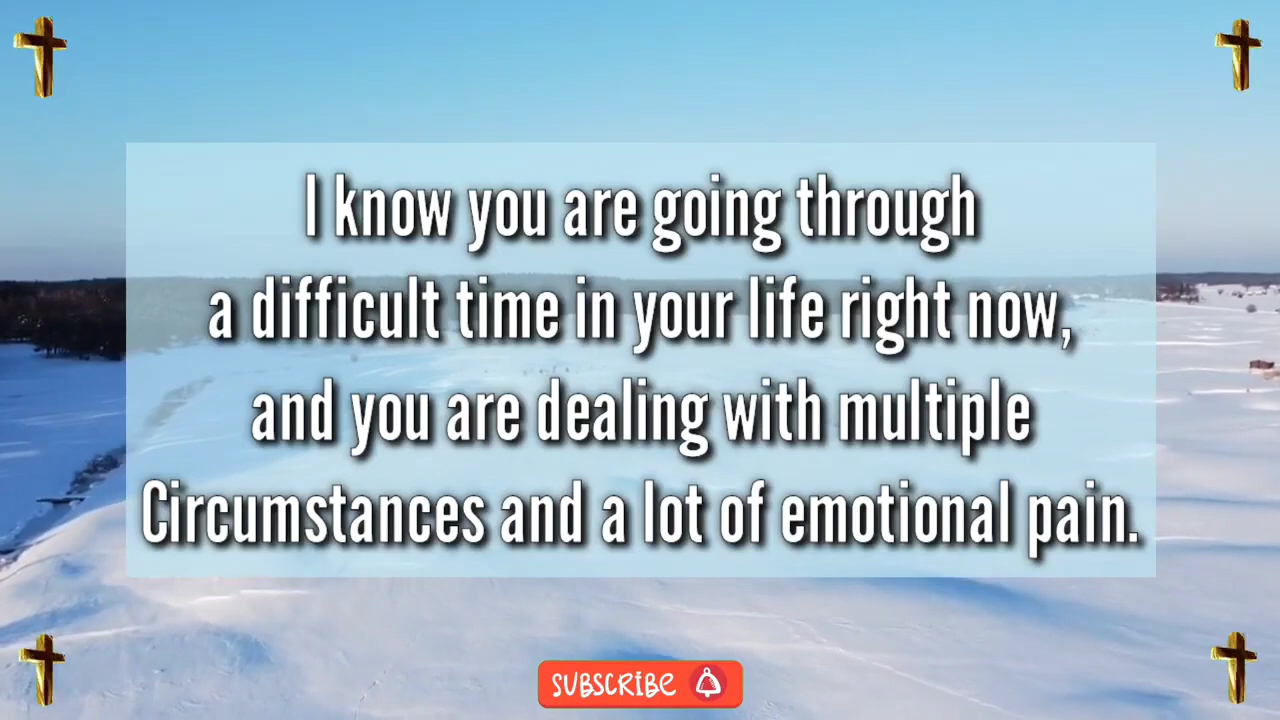 I know you are going through
a difficult time in your life right now,
and you are dealing with multiple
Circumstances and a lot of emotional pain.
SUBSCRIBE